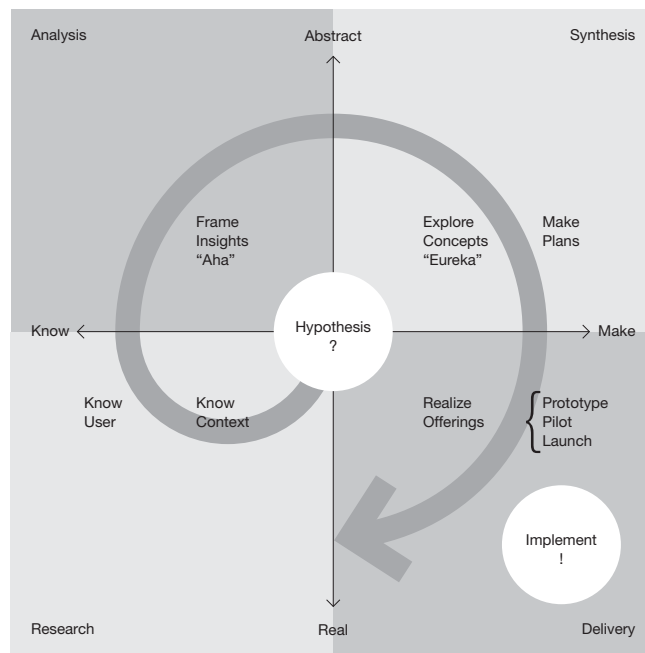 Analysis
Abstract
Synthesis
Frame
Insights
“Aha”
Explore
Concepts
“Eureka”
Make
Plans
Know
Hypothesis
?
Make
Know
User
Know
Context
Realize
Offerings
Prototype
Pilot
Launch
Implement
!
Research
Real
Delivery